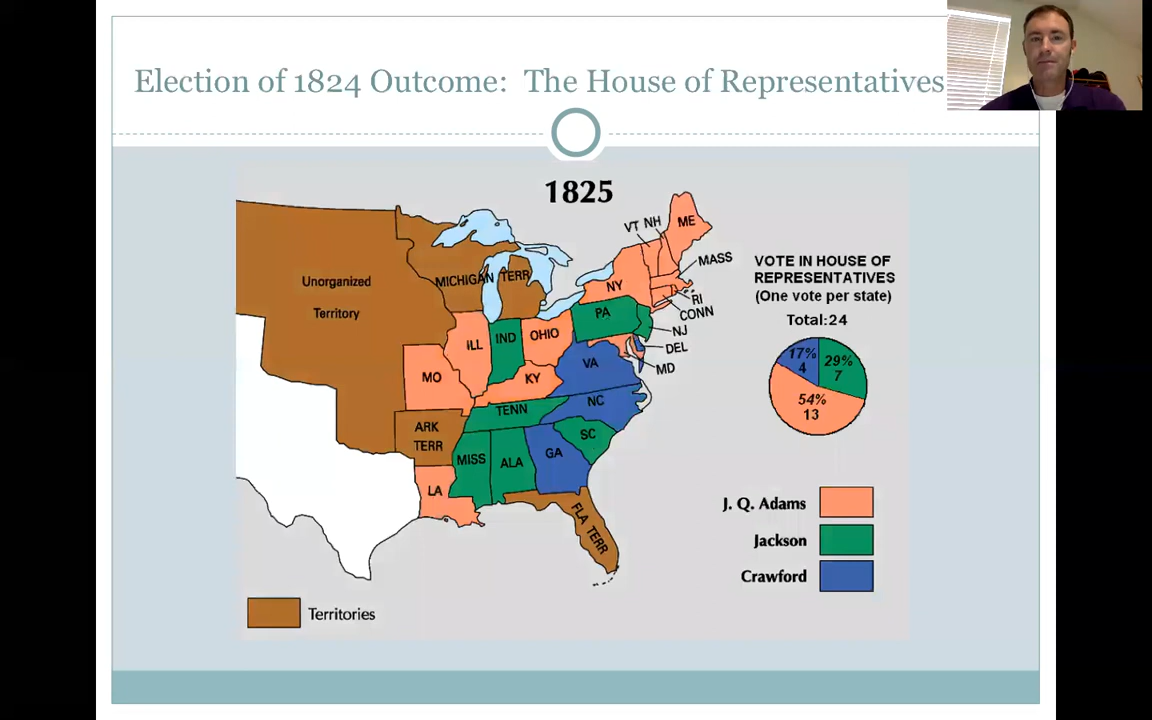 Election of 1824 Outcome: The House of Representatives
1825
VT NH
ME
MASS
NY
RI
CONN
NJ
PA
DEL
MD
Unorganized
Territory
MICHIGAN TERR
ILL
IND
OHIO
VA
MO
KY
NC
TENN
ARK
TERR
SC
MISS
ALA
GA
LA
FLA TERR
VOTE IN HOUSE OF
REPRESENTATIVES
(One vote per state)
Total:24
17%
4
29%
7
54%
13
J. Q. Adams
Jackson
Crawford
Territories